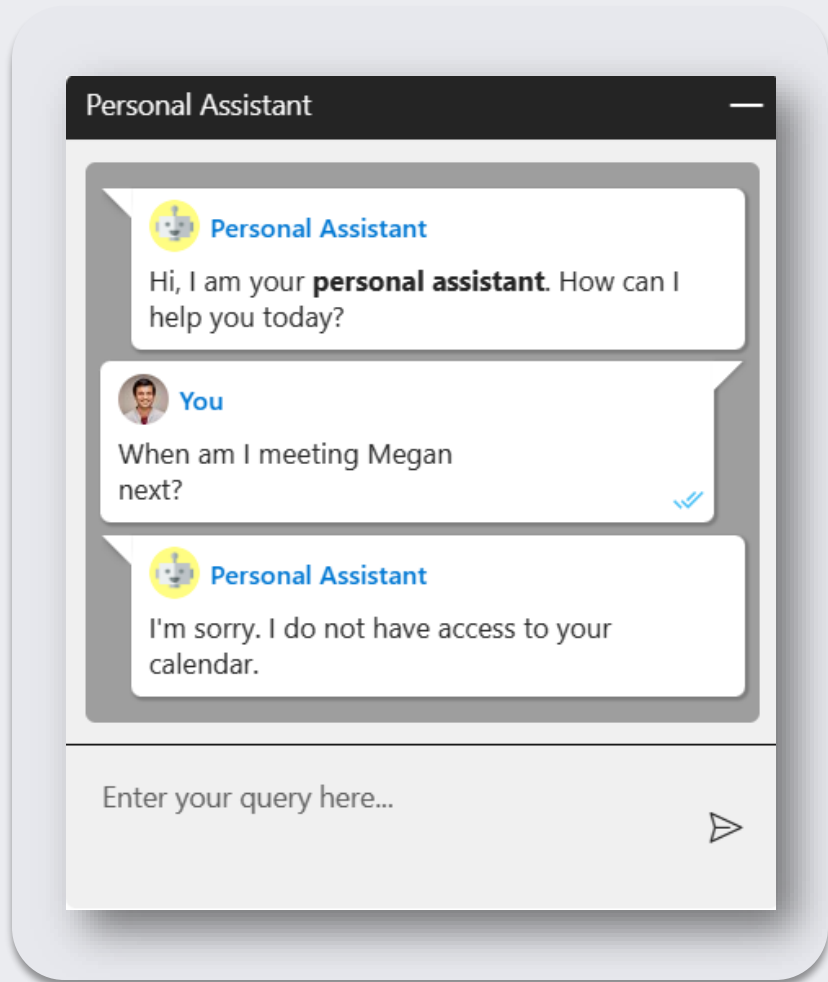 Personal Assistant
Personal Assistant
Hi, I am your personal assistant. How can I
help you today?
You
When am I meeting Megan
next?
Personal Assistant
I'm sorry. I do not have access to your
calendar.
Enter your query here...